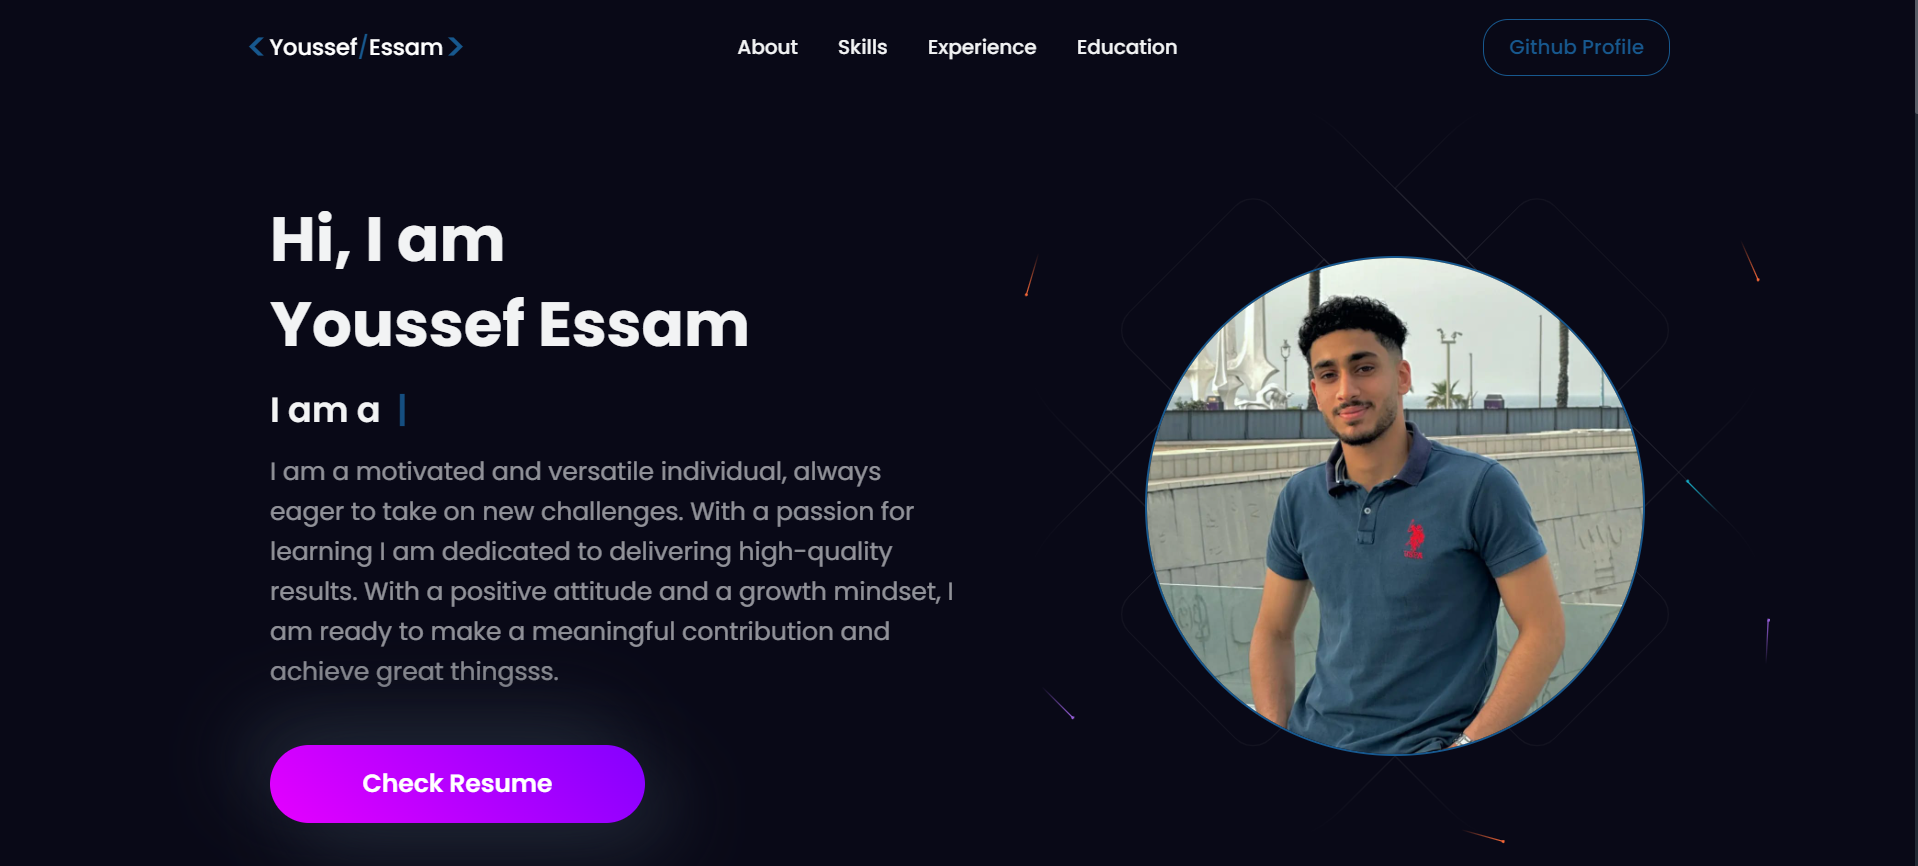 <Youssef/Essam>
About Skills Experience Education
Github Profile
Hi, I am
Youssef Essam
I am a |
I am a motivated and versatile individual, always
eager to take on new challenges. With a passion for
learning I am dedicated to delivering high-quality
results. With a positive attitude and a growth mindset, I
am ready to make a meaningful contribution and
achieve great thingsss.
Check Resume